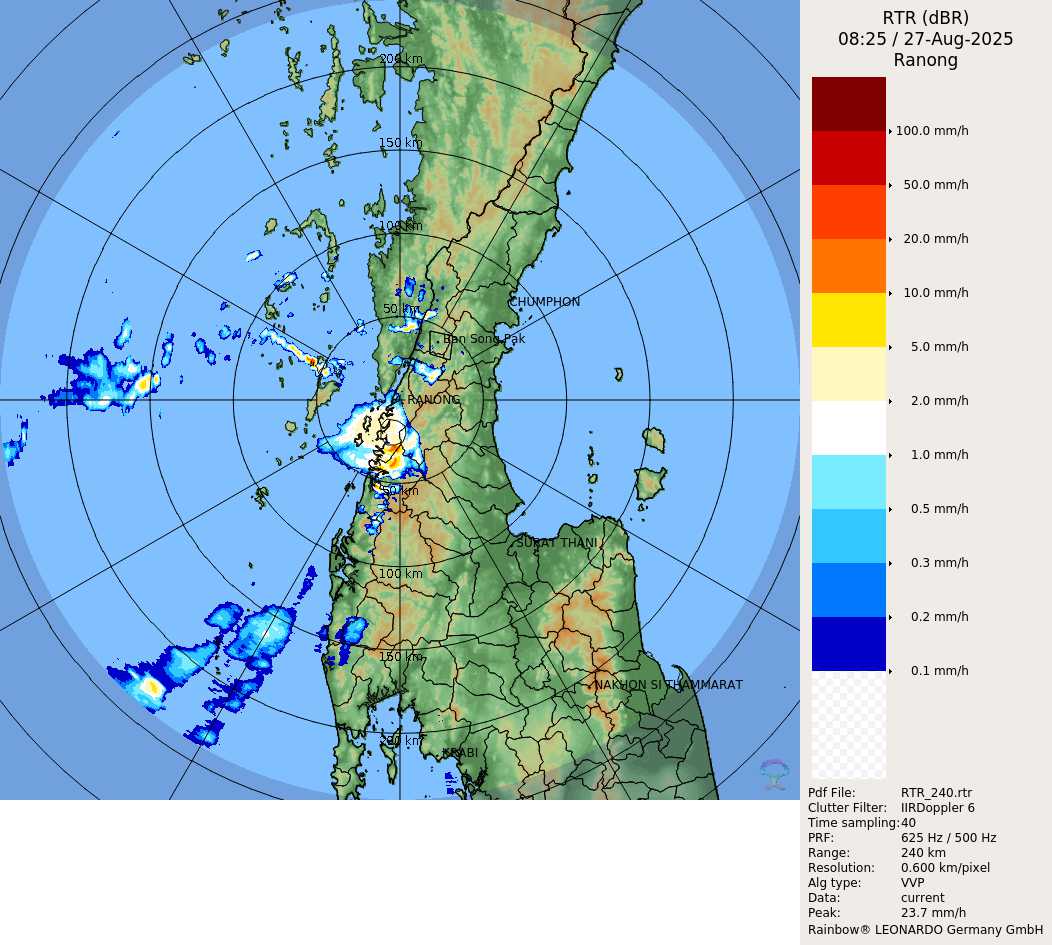 RTR (dBR)
08:25 / 27-Aug-2025
Ranong
200 km
150 km
100 km
50 km
CHUMPHON
Ban Song Pak
RANONG
50 km
SURAT THANI
100 km
150 km
NAKHON SI THAMMARAT
200 km
KRABI
100.0 mm/h
50.0 mm/h
20.0 mm/h
10.0 mm/h
5.0 mm/h
2.0 mm/h
1.0 mm/h
0.5 mm/h
0.3 mm/h
0.2 mm/h
0.1 mm/h
Pdf File: RTR_240.rtr
Clutter Filter: IIRDoppler 6
Time sampling:40
PRF: 625 Hz / 500 Hz
Range: 240 km
Resolution: 0.600 km/pixel
Alg type: VVP
Data: current
Peak: 23.7 mm/h
Rainbow® LEONARDO Germany GmbH